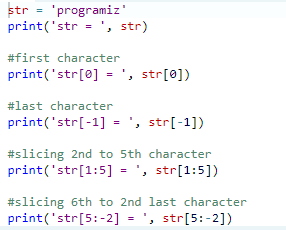 str = 'programiz'
print('str = ', str)
#first character
print('str[0] = ', str[0])
#last character
print('str[-1] = ', str[-1])
#slicing 2nd to 5th character
print('str[1:5] = ', str[1:5])
#slicing 6th to 2nd last character
print('str[5:-2] = ', str[5:-2])